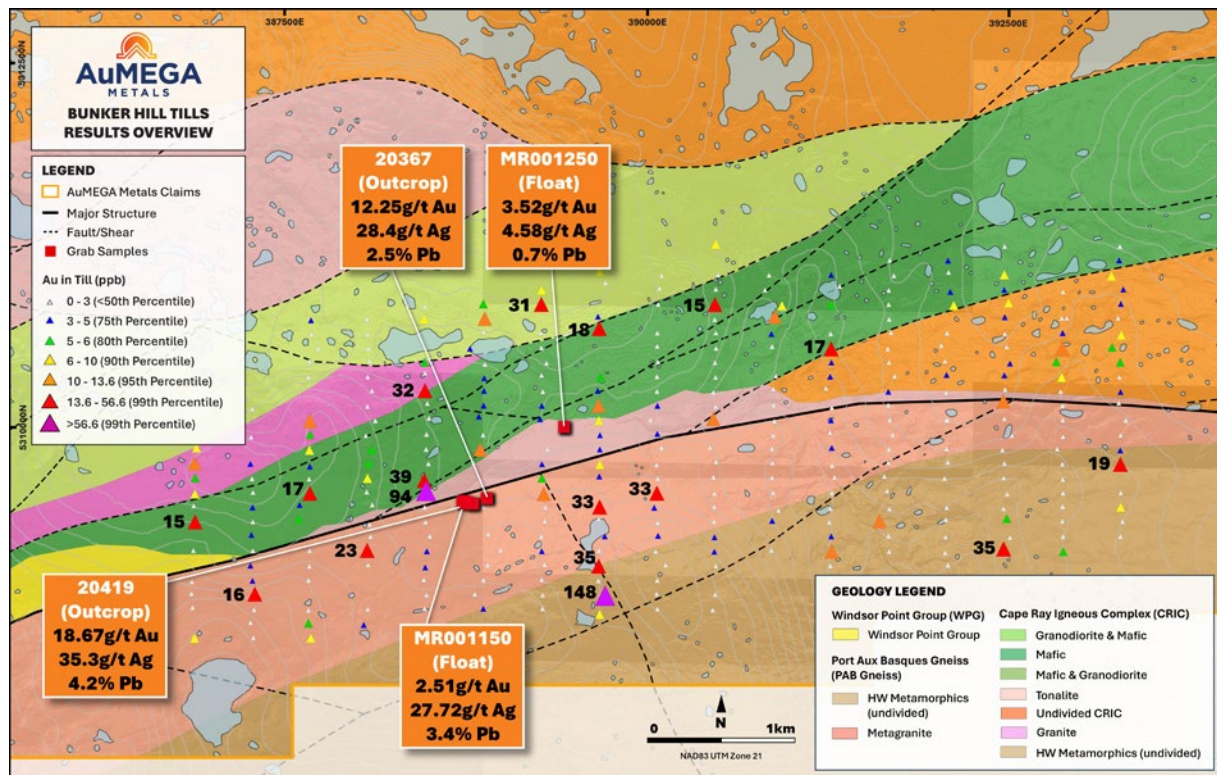 387500E
390000E
392500E
5312500N
5310000N
AuMEGA
METALS
BUNKER HILL TILLS
RESULTS OVERVIEW
LEGEND
AuMEGA Metals Claims
Major Structure
Fault/Shear
Grab Samples
Au in Till (ppb)
0 - 3 (<50th Percentile)
3 - 5 (75th Percentile)
5 - 6 (80th Percentile)
6 - 10 (90th Percentile)
10 - 13.6 (95th Percentile)
13.6 - 56.6 (99th Percentile)
>56.6 (99th Percentile)
20367
(Outcrop)
12.25g/t Au
28.4g/t Ag
2.5% Pb
MR001250
(Float)
3.52g/t Au
4.58g/t Ag
0.7% Pb
31
18
15
17
32
39
94
17
15
33
33
19
23
35
35
16
148
20419
(Outcrop)
18.67g/t Au
35.3g/t Ag
4.2% Pb
MR001150
(Float)
2.51g/t Au
27.72g/t Ag
3.4% Pb
0
1km
N
NAD83 UTM Zone 21
GEOLOGY LEGEND
Windsor Point Group (WPG)
Windsor Point Group
Port Aux Basques Gneiss
(PAB Gneiss)
HW Metamorphics
(undivided)
Metagranite
Cape Ray Igneous Complex (CRIC)
Granodiorite & Mafic
Mafic
Mafic & Granodiorite
Tonalite
Undivided CRIC
Granite
HW Metamorphics (undivided)